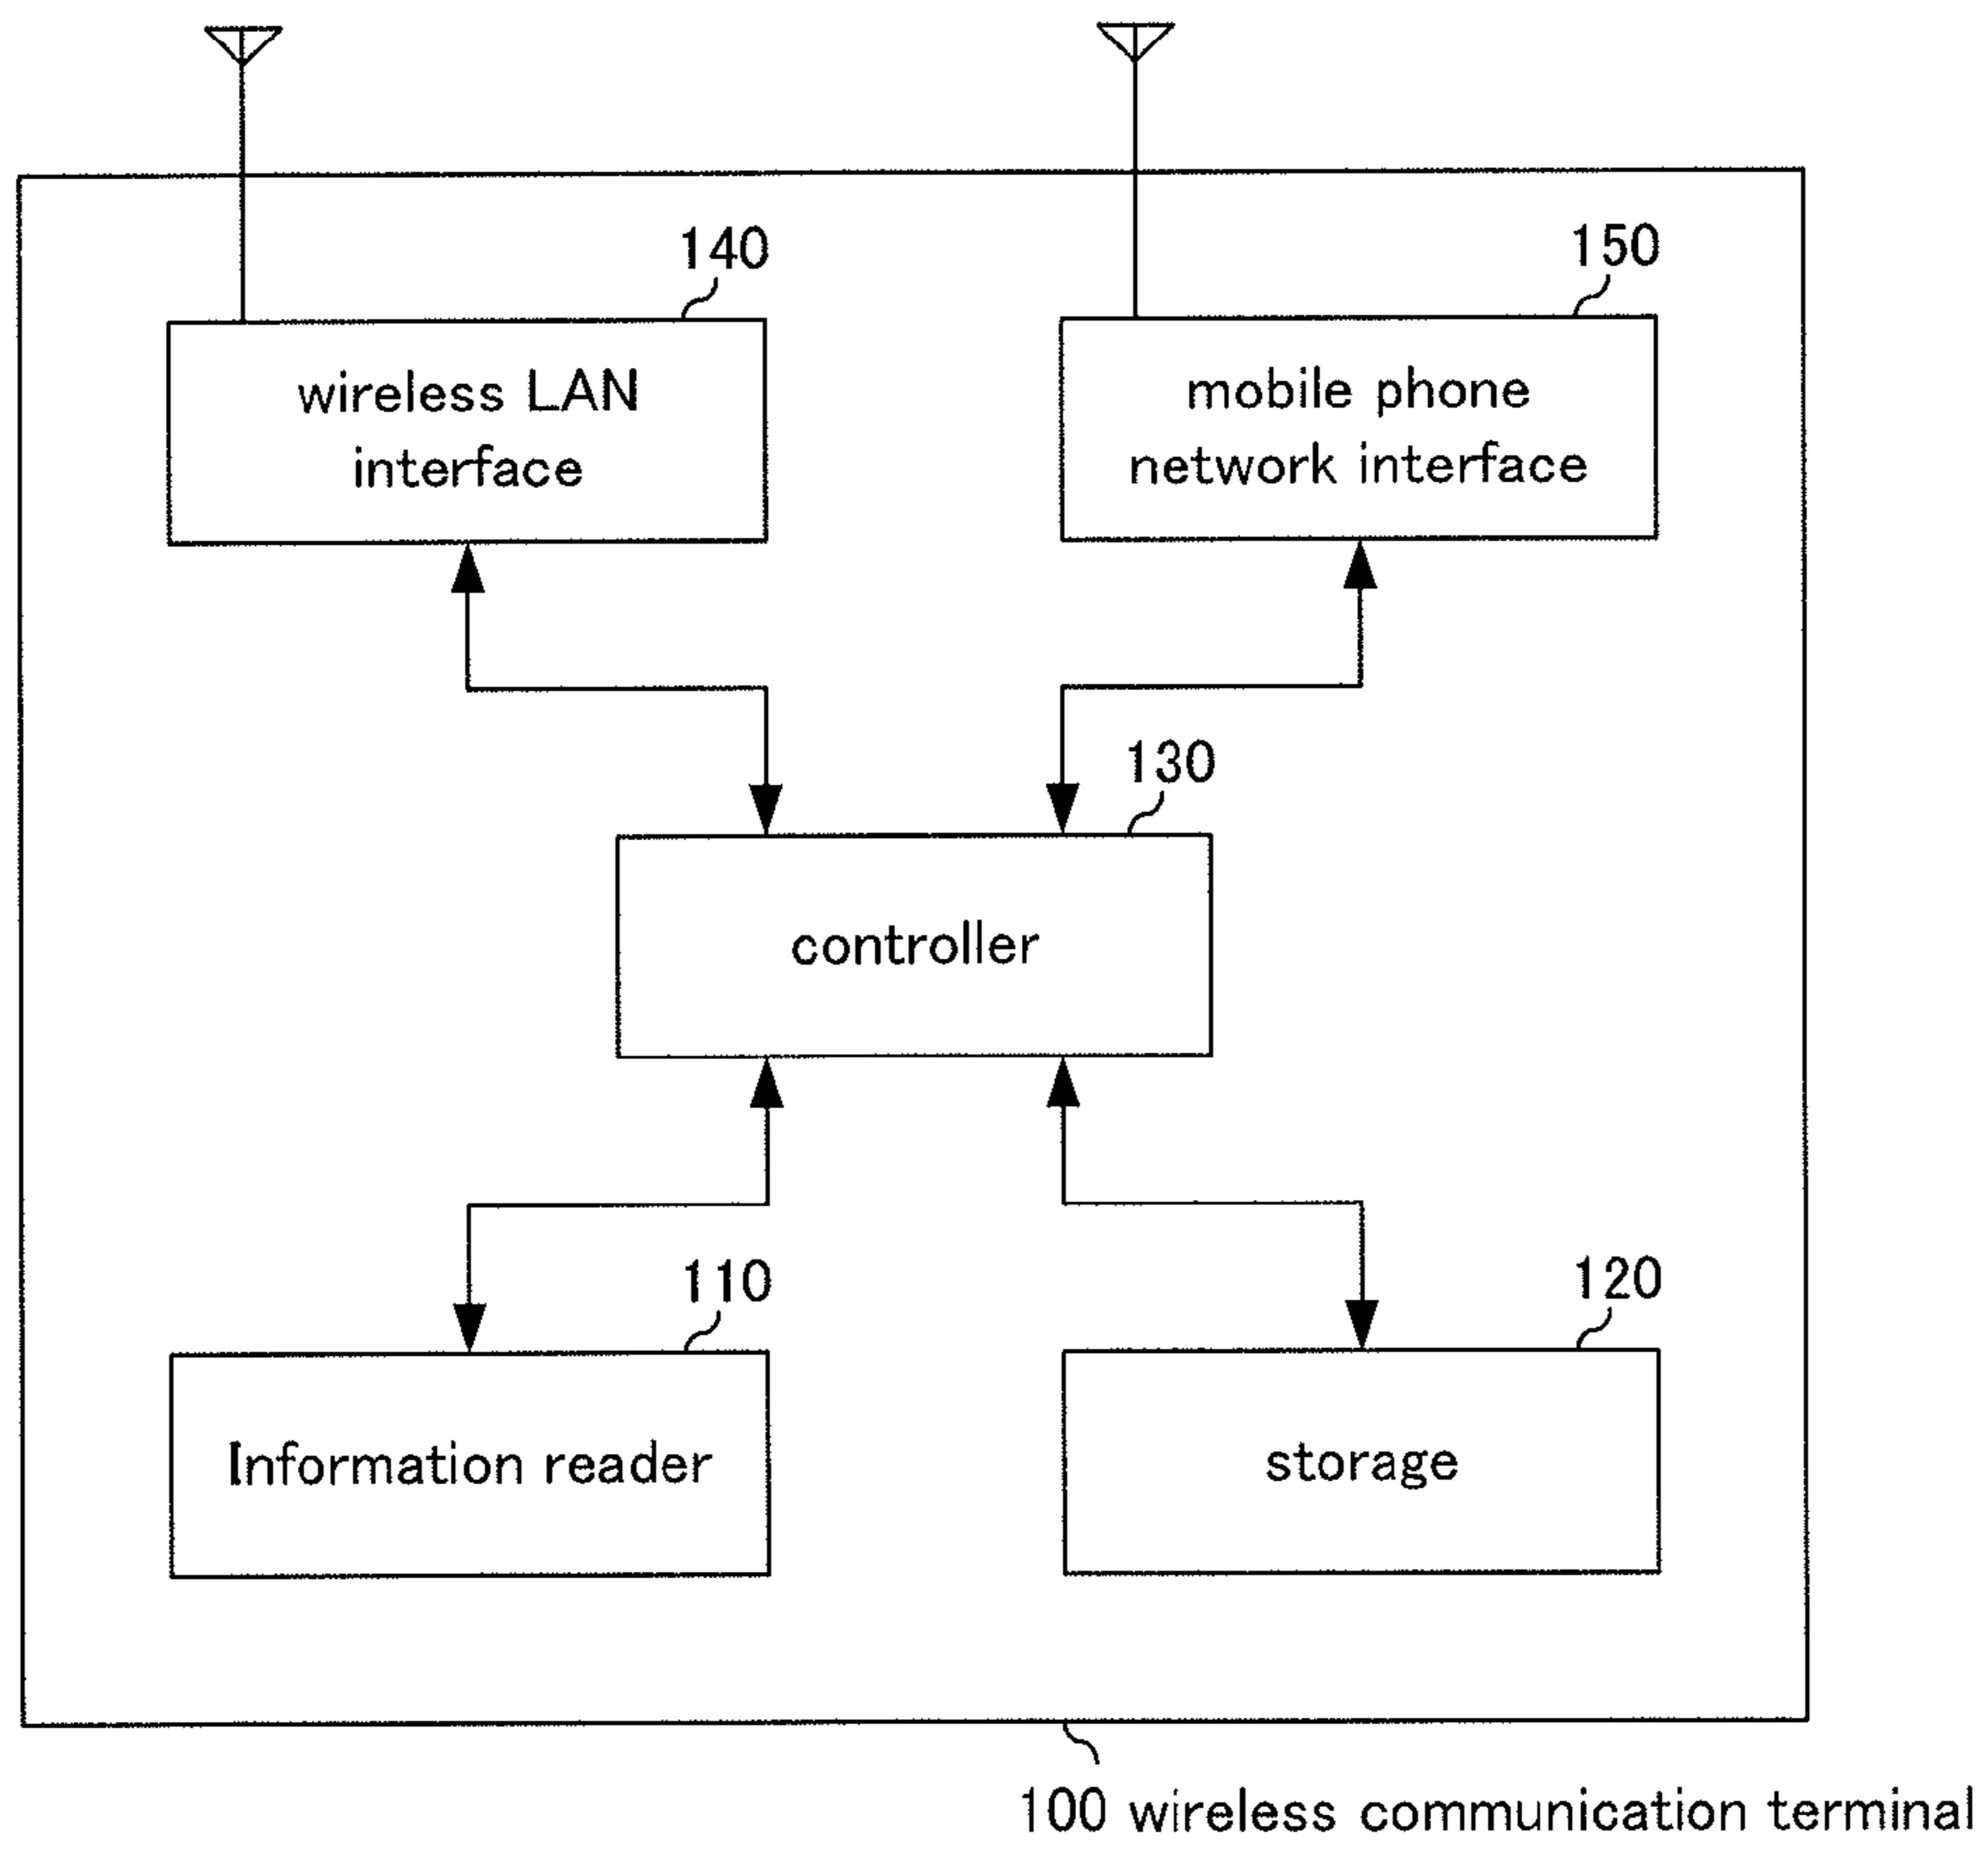 140
150
wireless LAN
interface
mobile phone
network interface
130
controller
110
120
Information reader
storage
100 wireless communication terminal